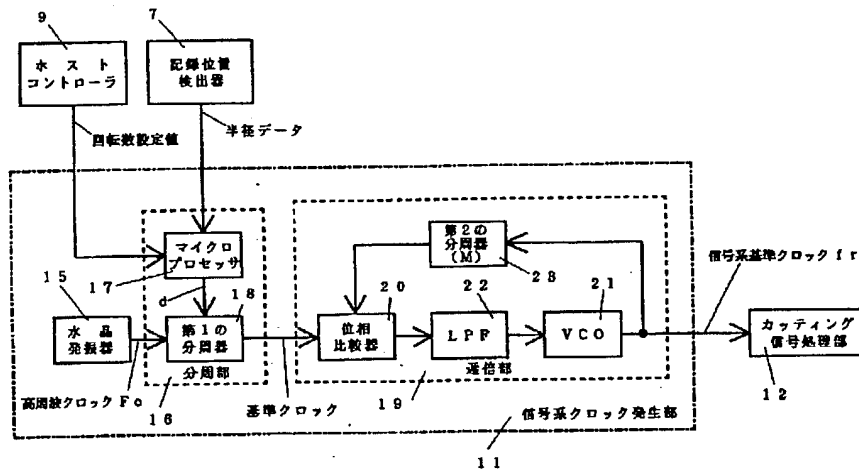 9
7
ホスト
コントローラ
記録位置
検出器
回転数設定値
半径データ
マイクロ
プロセッサ
第2の
分周器
(M)
信号系基準クロック fr
15
17
d
18
20
22
23
21
水晶
発振器
第1の
分周器
位相
比較器
LPF
VCO
カッティング
信号処理部
分周部
逓倍部
高周波クロック Fo
16
基準クロック
19
信号系クロック発生部
12
11